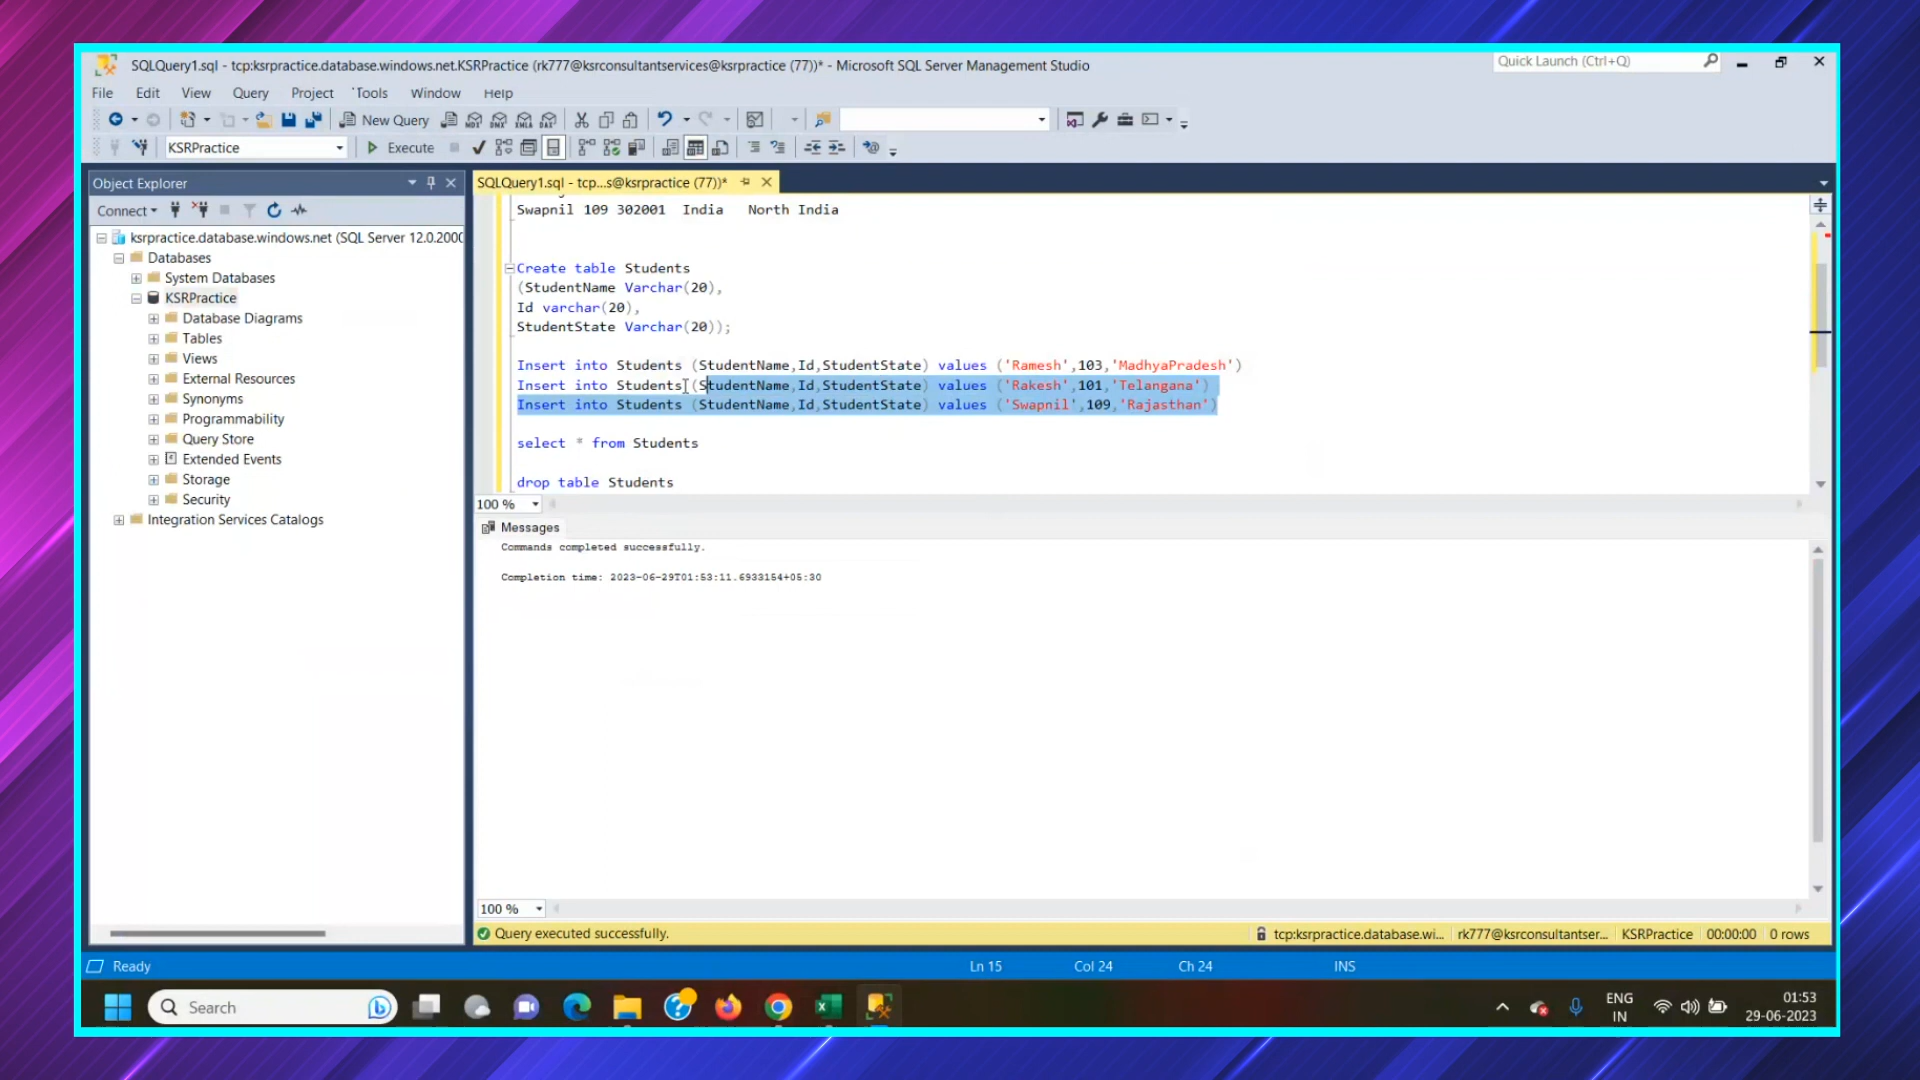 SQLQuery1.sql - tcp:ksrpractice.database.windows.net.KSRPractice (rk777@ksrconsultantservices@ksrpractice (77))* - Microsoft SQL Server Management Studio
Quick Launch (Ctrl+Q)
File Edit View Query Project Tools Window Help
New Query
KSRPractice
Execute
Object Explorer
SQLQuery1.sql - tcp...s@ksrpractice (77))*
Connect
Swapnil 109 302001 India North India
ksrpractice.database.windows.net (SQL Server 12.0.2000
Databases
System Databases
KSRPractice
Database Diagrams
Tables
Views
External Resources
Synonyms
Programmability
Query Store
Extended Events
Storage
Security
Integration Services Catalogs
Create table Students
(StudentName Varchar(20),
Id varchar(20),
StudentState Varchar(20));
Insert into Students (StudentName,Id,StudentState) values ('Ramesh',103,'MadhyaPradesh')
Insert into Students (StudentName,Id,StudentState) values ('Rakesh',101,'Telangana')
Insert into Students (StudentName,Id,StudentState) values ('Swapnil',109,'Rajasthan')
select * from Students
drop table Students
100 %
Messages
Commands completed successfully.
Completion time: 2023-06-29T01:53:11.6933154+05:30
100 %
Query executed successfully.
tcp:ksrpractice.database.wi... rk777@ksrconsultantser... KSRPractice 00:00:00 0 rows
Ready
Ln 15 Col 24 Ch 24 INS
Search
ENG
IN
01:53
29-06-2023